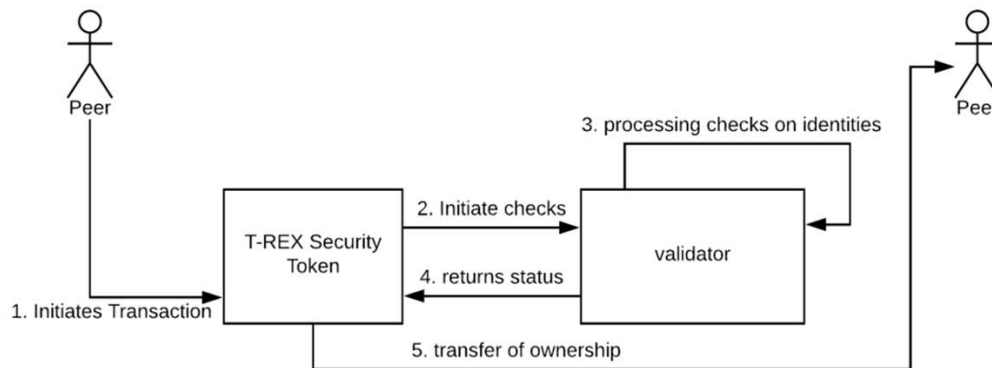 Peer
Pee
3. processing checks on identities
2. Initiate checks
T-REX Security
Token
validator
4. returns status
1. Initiates Transaction
5. transfer of ownership